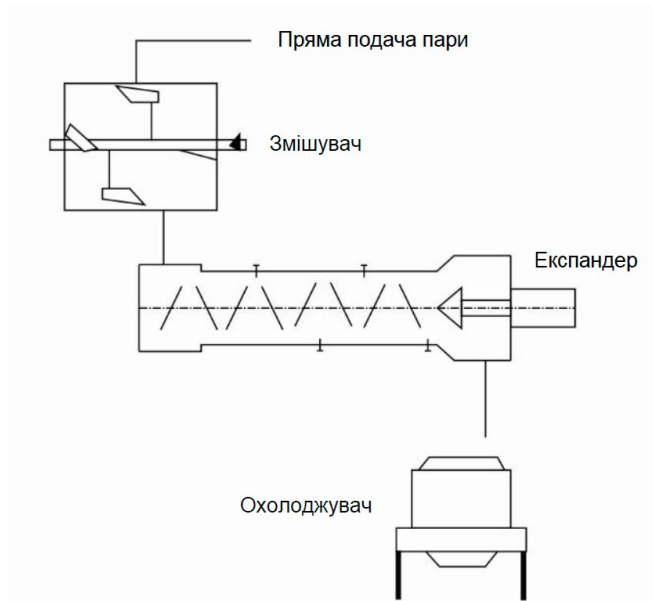 Пряма подача пари
Змішувач
Експандер
Охолоджувач